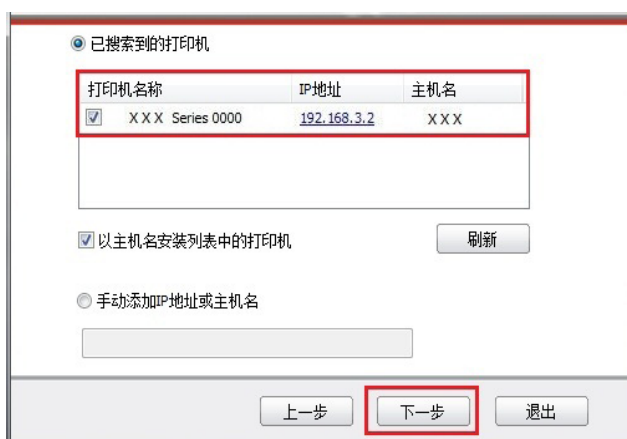 已搜索到的打印机
打印机名称 IP地址 主机名
XXX Series 0000 192.168.3.2 XXX
以主机名安装列表中的打印机 刷新
手动添加IP地址或主机名
上一步 下一步 退出